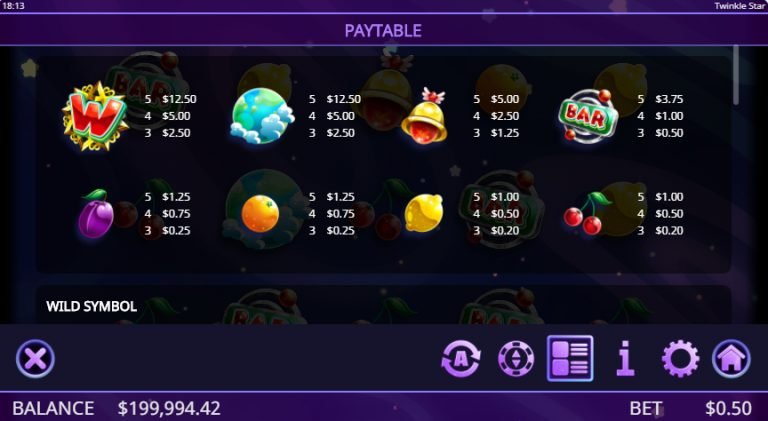 18:13 Twinkle Star
PAYTABLE
5 $12.50 5 $12.50 5 $5.00 5 $3.75
4 $5.00 4 $5.00 4 $2.50 4 $1.00
3 $2.50 3 $2.50 3 $1.25 3 $0.50
W
BAR
5 $1.25 5 $1.25 5 $1.00 5 $1.00
4 $0.75 4 $0.75 4 $0.50 4 $0.50
3 $0.25 3 $0.25 3 $0.20 3 $0.20
WILD SYMBOL
A
BALANCE $199,994.42 BET $0.50